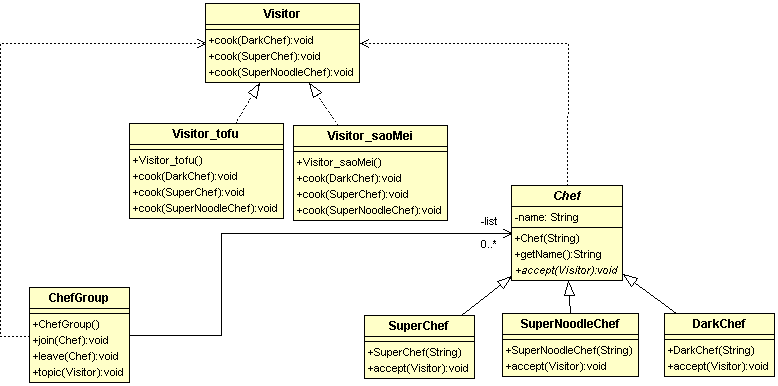 Visitor
+cook(DarkChef):void
+cook(SuperChef):void
+cook(SuperNoodleChef):void
Visitor_tofu
+Visitor_tofu()
+cook(DarkChef):void
+cook(SuperChef):void
+cook(SuperNoodleChef):void
Visitor_saoMei
+Visitor_saoMei()
+cook(DarkChef):void
+cook(SuperChef):void
+cook(SuperNoodleChef):void
Chef
-name: String
+Chef(String)
+getName():String
+accept(Visitor):void
-list
0..*
ChefGroup
+ChefGroup()
+join(Chef):void
+leave(Chef):void
+topic(Visitor):void
SuperChef
+SuperChef(String)
+accept(Visitor):void
SuperNoodleChef
+SuperNoodleChef(String)
+accept(Visitor):void
DarkChef
+DarkChef(String)
+accept(Visitor):void